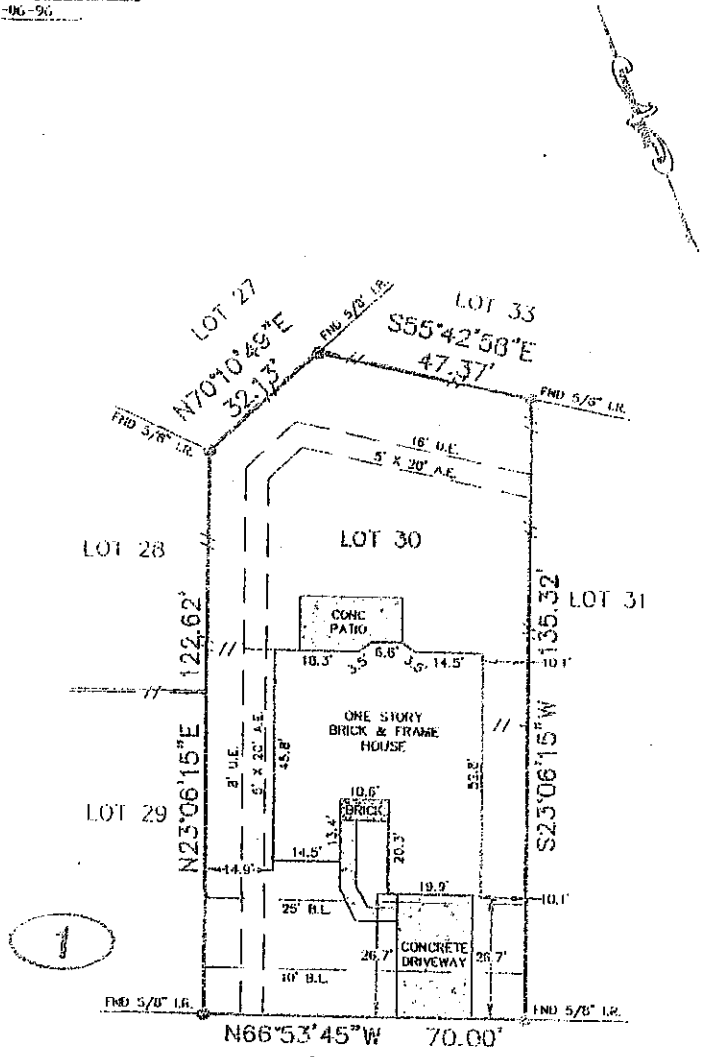 -06-96
LOT 27
N70°10'49"E
32.13'
FND 5/8" I.R.
LOT 33
S55°42'58"E
47.37'
FND 5/8" I.R.
FND 5/8" I.R.
16' U.E.
5' X 20' A.E.
LOT 28
LOT 30
LOT 31
CONC
PATIO
122.62'
N23°06'15"E
135.32'
S23°06'15"W
18.3'
3.5'
6.6'
3.5'
14.5'
10.1'
ONE STORY
BRICK & FRAME
HOUSE
8' U.E.
5' X 20' A.E.
45.8'
52.8'
LOT 29
10.6'
BRICK
13.4'
20.3'
14.5'
14.9'
19.9'
10.1'
25' B.L.
1
26.7'
CONCRETE
DRIVEWAY
26.7'
10' B.L.
FND 5/8" I.R.
FND 5/8" I.R.
N66°53'45"W 70.00'